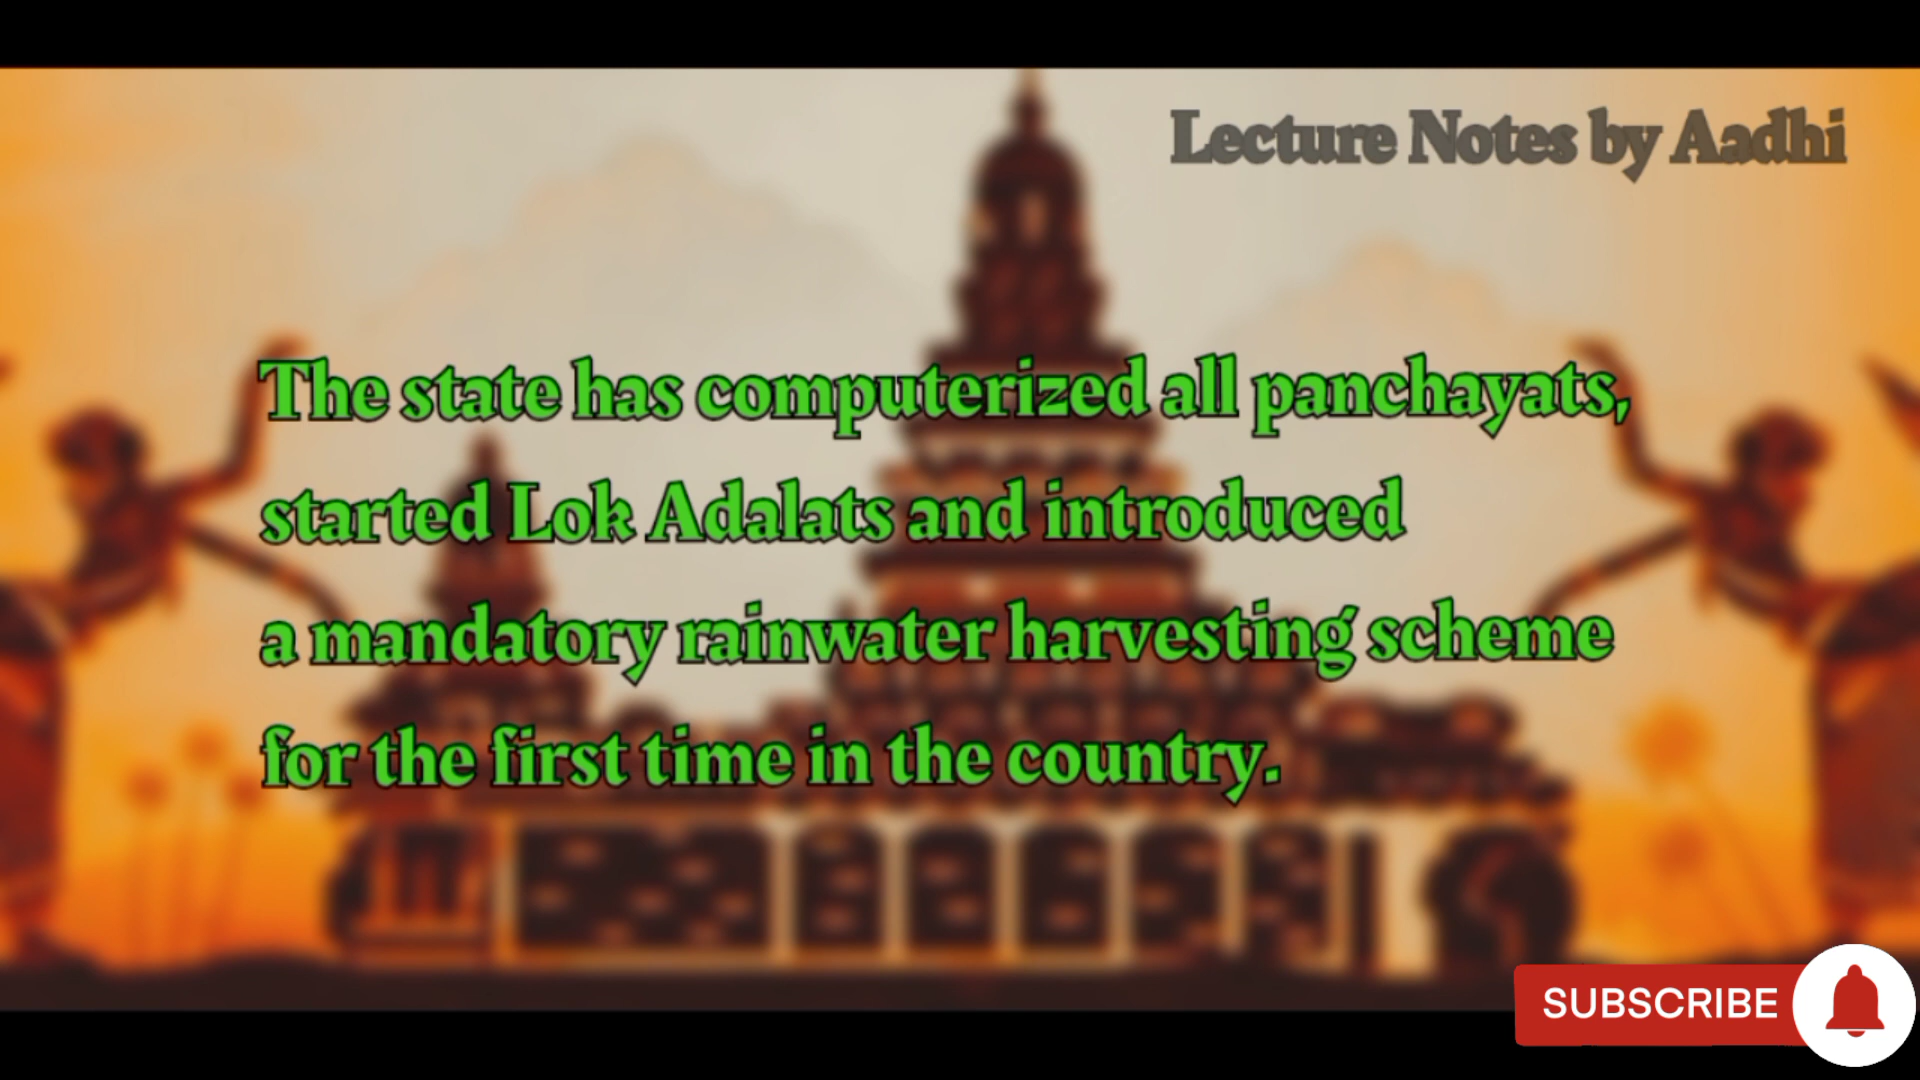 Lecture Notes by Aadhi
The state has computerized all panchayats,
started Lok Adalats and introduced
a mandatory rainwater harvesting scheme
for the first time in the country.
SUBSCRIBE